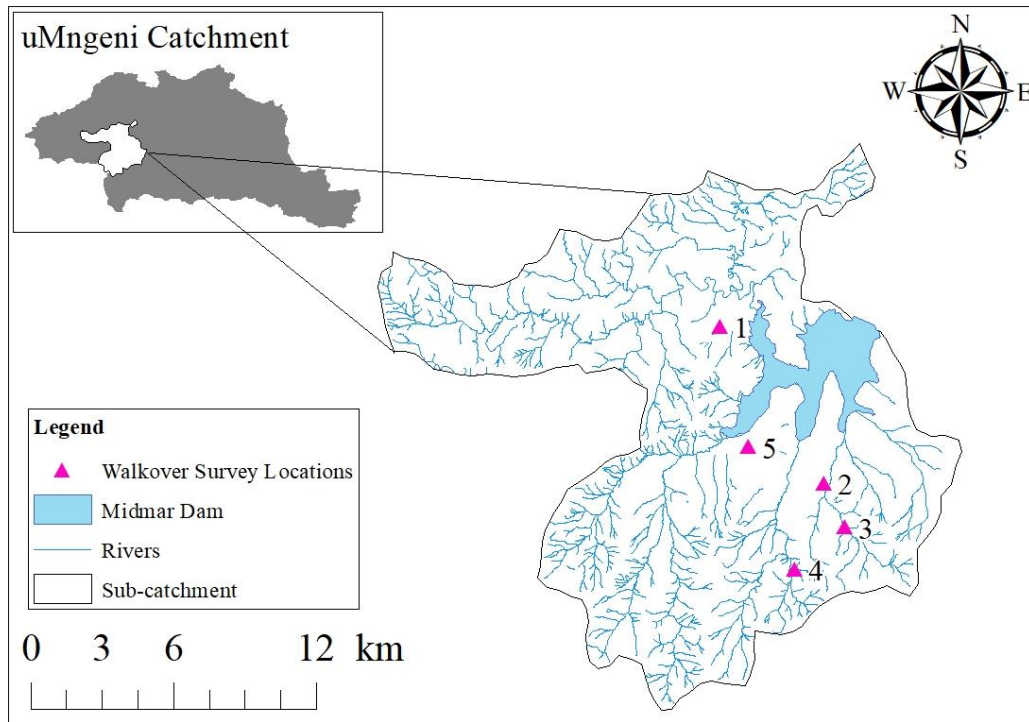 uMngeni Catchment
N
W E
S
1
5
2
3
4
Legend
Walkover Survey Locations
Midmar Dam
Rivers
Sub-catchment
0 3 6 12 km